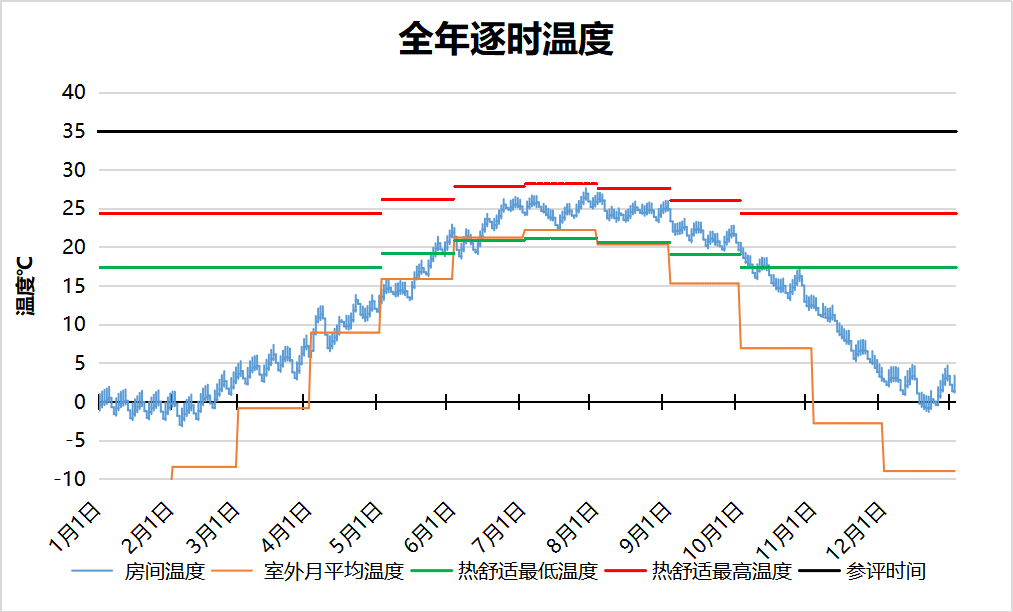 全年逐时温度
40
35
30
25
20
15
10
5
0
-5
-10
温度℃
1月1日
2月1日
3月1日
4月1日
5月1日
6月1日
7月1日
8月1日
9月1日
10月1日
11月1日
12月1日
房间温度 室外月平均温度 热舒适最低温度 热舒适最高温度 参评时间